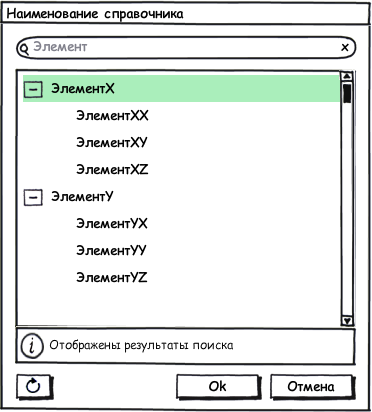 Наименование справочника
Элемент x
ЭлементX
ЭлементXX
ЭлементXY
ЭлементXZ
ЭлементY
ЭлементYX
ЭлементYY
ЭлементYZ
Отображены результаты поиска
Ok Отмена